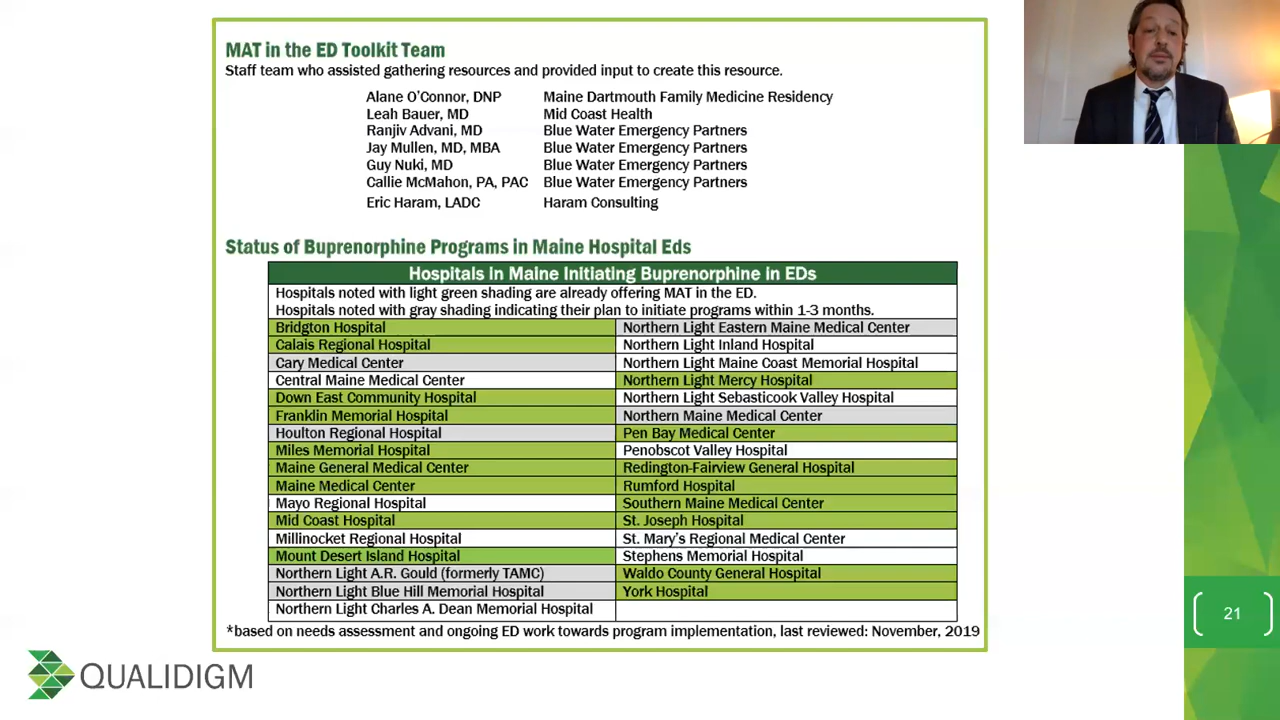 MAT in the ED Toolkit Team
Staff team who assisted gathering resources and provided input to create this resource.
Alane O'Connor, DNP Maine Dartmouth Family Medicine Residency
Leah Bauer, MD Mid Coast Health
Ranjiv Advani, MD Blue Water Emergency Partners
Jay Mullen, MD, MBA Blue Water Emergency Partners
Guy Nuki, MD Blue Water Emergency Partners
Callie McMahon, PA, PAC Blue Water Emergency Partners
Eric Haram, LADC Haram Consulting
Status of Buprenorphine Programs in Maine Hospital Eds
Hospitals in Maine Initiating Buprenorphine in EDs
Hospitals noted with light green shading are already offering MAT in the ED.
Hospitals noted with gray shading indicating their plan to initiate programs within 1-3 months.
Bridgton Hospital Northern Light Eastern Maine Medical Center
Calais Regional Hospital Northern Light Inland Hospital
Cary Medical Center Northern Light Maine Coast Memorial Hospital
Central Maine Medical Center Northern Light Mercy Hospital
Down East Community Hospital Northern Light Sebasticook Valley Hospital
Franklin Memorial Hospital Northern Maine Medical Center
Houlton Regional Hospital Pen Bay Medical Center
Miles Memorial Hospital Penobscot Valley Hospital
Maine General Medical Center Redington-Fairview General Hospital
Maine Medical Center Rumford Hospital
Mayo Regional Hospital Southern Maine Medical Center
Mid Coast Hospital St. Joseph Hospital
Millinocket Regional Hospital St. Mary's Regional Medical Center
Mount Desert Island Hospital Stephens Memorial Hospital
Northern Light A.R. Gould (formerly TAMC) Waldo County General Hospital
Northern Light Blue Hill Memorial Hospital York Hospital
Northern Light Charles A. Dean Memorial Hospital
*based on needs assessment and ongoing ED work towards program implementation, last reviewed: November, 2019
21
QUALIDIGM